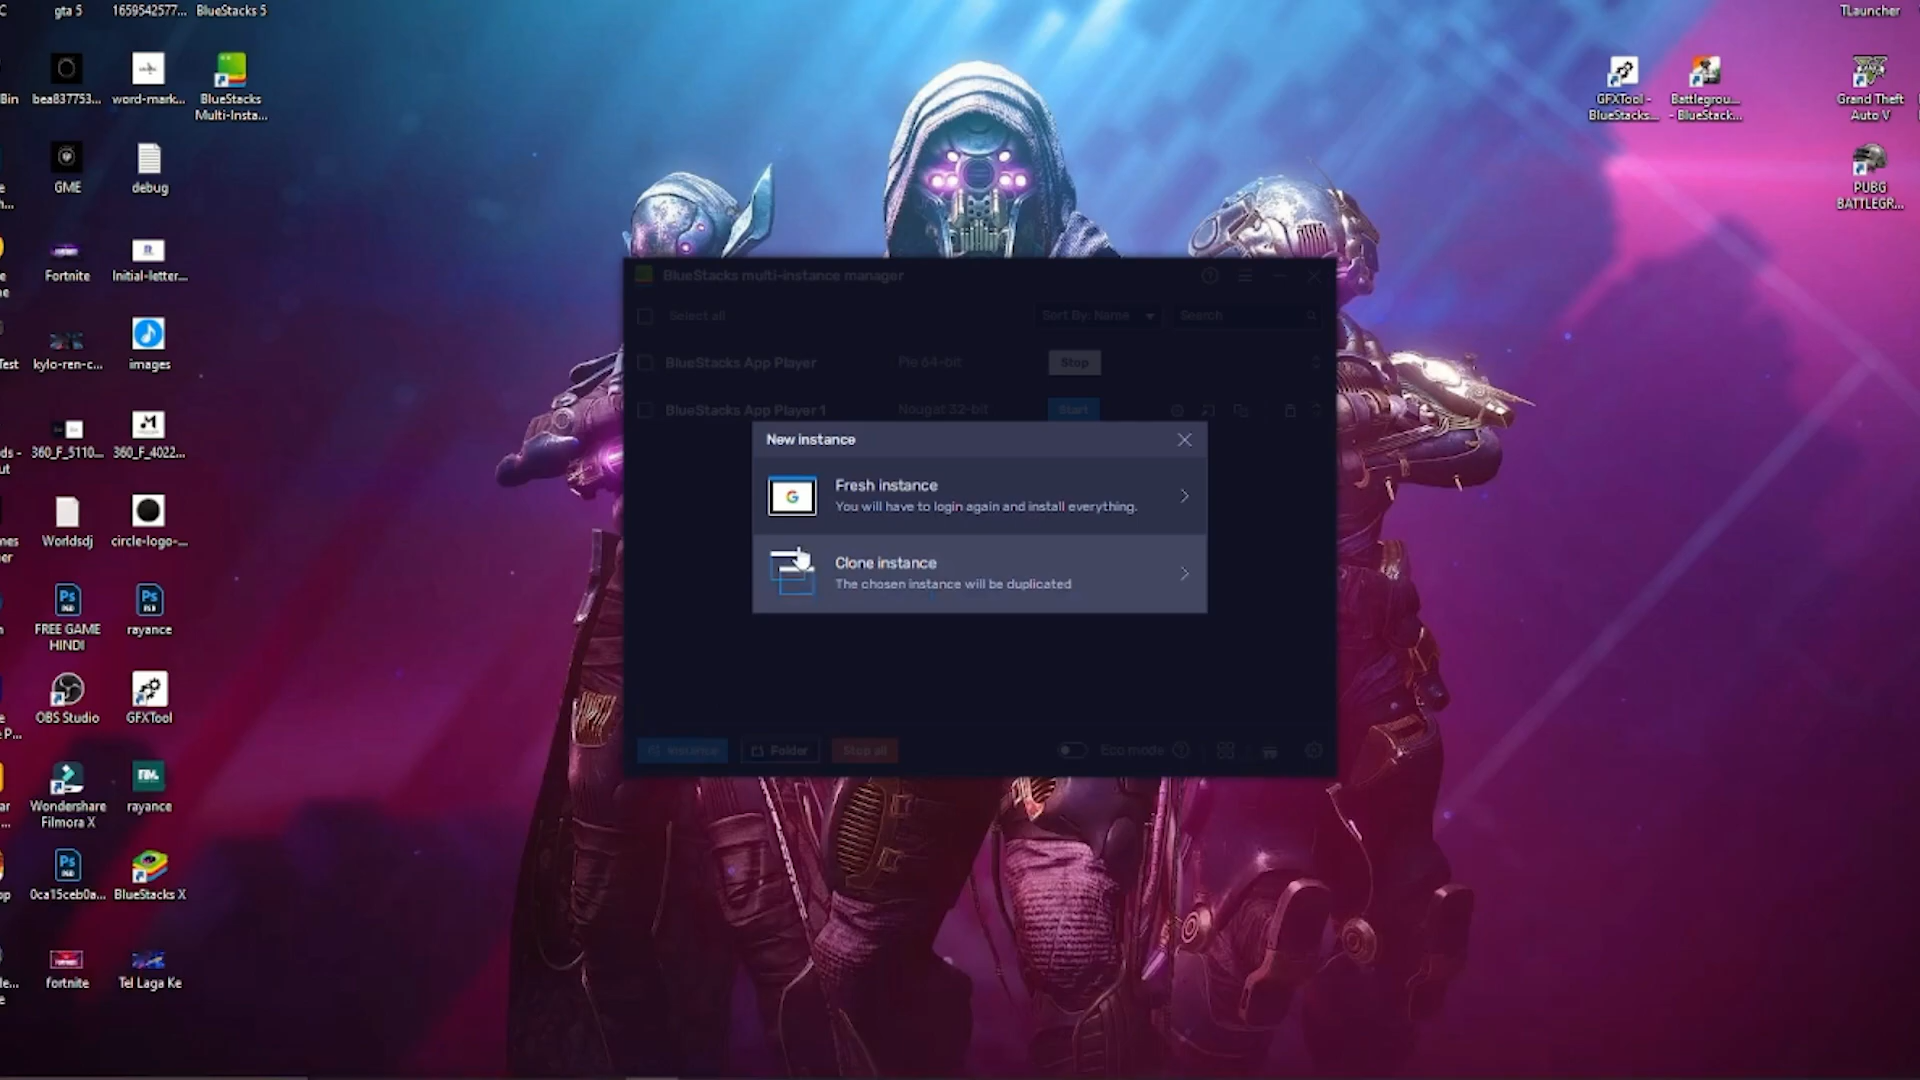 gta 5
1659542577...
BlueStacks 5
TLauncher
Bin
bea837753...
word-mark...
BlueStacks
Multi-Insta...
GFXTool -
BlueStacks...
Battlegrou...
- BlueStack...
Grand Theft
Auto V
GME
debug
PUBG
BATTLEGR...
Fortnite
Initial-letter...
BlueStacks multi-instance manager
Select all
Sort By: Name
Search
Test
kylo-ren-c...
images
BlueStacks App Player
Pie 64-bit
Stop
BlueStacks App Player 1
Nougat 32-bit
Start
360_F_5110...
360_F_4022...
New instance
Fresh instance
You will have to login again and install everything.
Clone instance
The chosen instance will be duplicated
Worldsdj
circle-logo-...
FREE GAME
HINDI
rayance
OBS Studio
GFXTool
Instance
Folder
Stop all
Eco mode
Wondershare
Filmora X
rayance
0ca15ceb0a...
BlueStacks X
fortnite
Tel Laga Ke